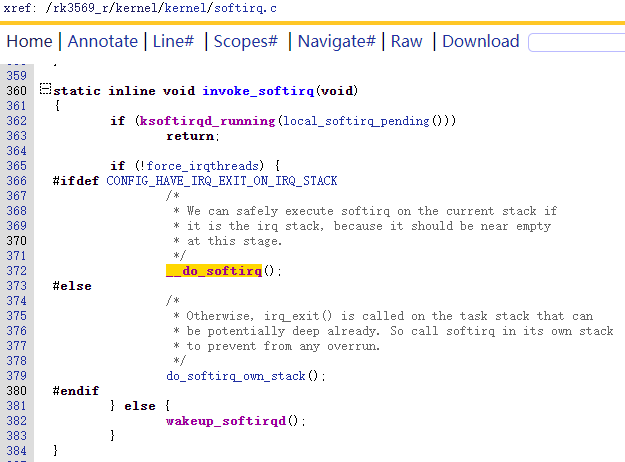 xref: /rk3569_r/kernel/kernel/softirq.c
Home | Annotate | Line# | Scopes# | Navigate# | Raw | Download
359
360 static inline void invoke_softirq(void)
361 {
362 if (ksoftirqd_running(local_softirq_pending()))
363 return;
364
365 if (!force_irqthreads) {
366 #ifdef CONFIG_HAVE_IRQ_EXIT_ON_IRQ_STACK
367 /*
368 * We can safely execute softirq on the current stack if
369 * it is the irq stack, because it should be near empty
370 * at this stage.
371 */
372 __do_softirq();
373 #else
374 /*
375 * Otherwise, irq_exit() is called on the task stack that can
376 * be potentially deep already. So call softirq in its own stack
377 * to prevent from any overrun.
378 */
379 do_softirq_own_stack();
380 #endif
381 } else {
382 wakeup_softirqd();
383 }
384 }